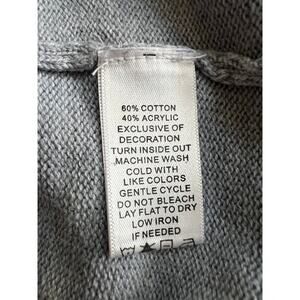 60% COTTON
40% ACRYLIC
EXCLUSIVE OF
DECORATION
TURN INSIDE OUT
MACHINE WASH
COLD WITH
LIKE COLORS
GENTLE CYCLE
DO NOT BLEACH
LAY FLAT TO DRY
LOW IRON
IF NEEDED